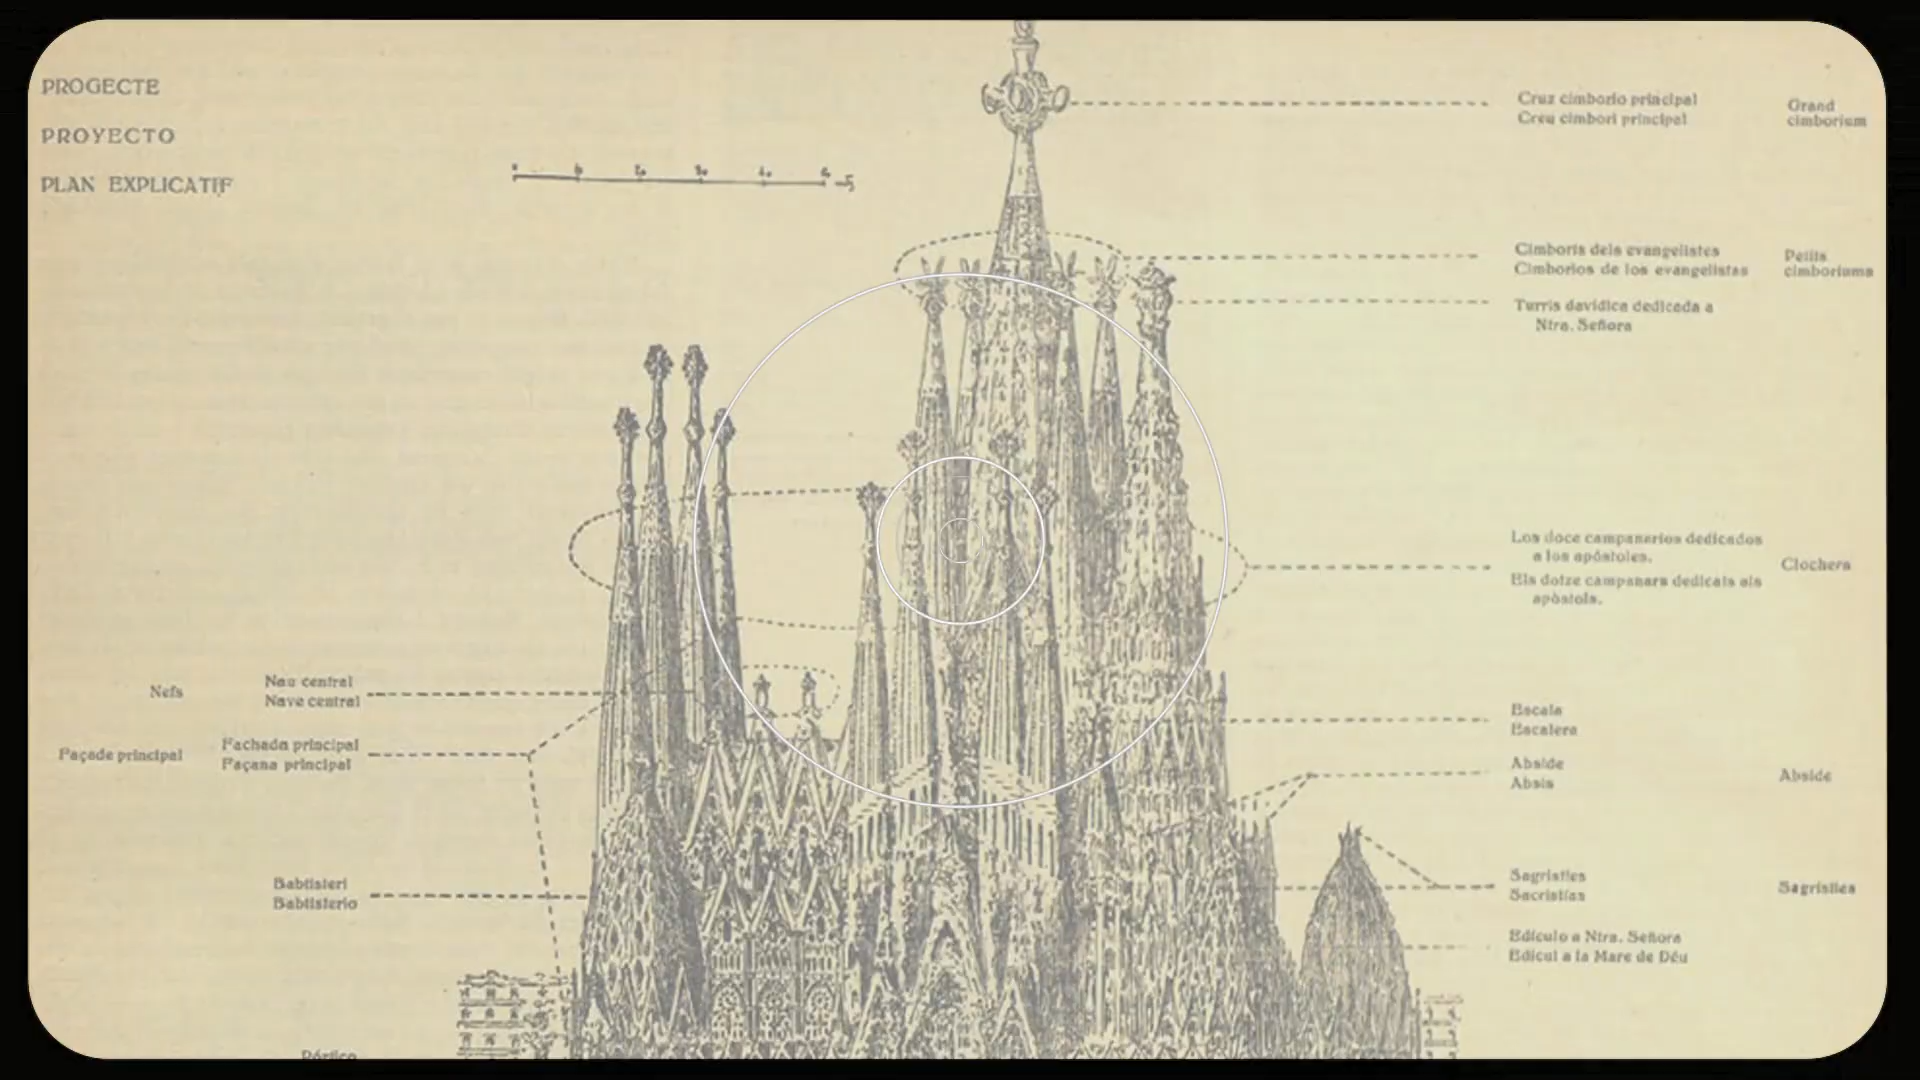 PROGECTE
PROYECTO
PLAN EXPLICATIF
Cruz cimborio principal
Creu cimbori principal
Grand
cimborium
Cimboris dels evangelistes
Cimborios de los evangelistas
Petits
cimboriums
Turris davidica dedicada a
Ntra. Señora
Los doce campanarios dedicados
a los apóstoles.
Els dotze campanars dedicats als
apòstols.
Clochers
Nefs
Nau central
Nave central
Façade principal
Fachada principal
Façana principal
Escala
Escalera
Abside
Absis
Abside
Babtisteri
Babtisterio
Sagristies
Sacristías
Sagristies
Edículo a Ntra. Señora
Edicul a la Mare de Déu
Pórtico